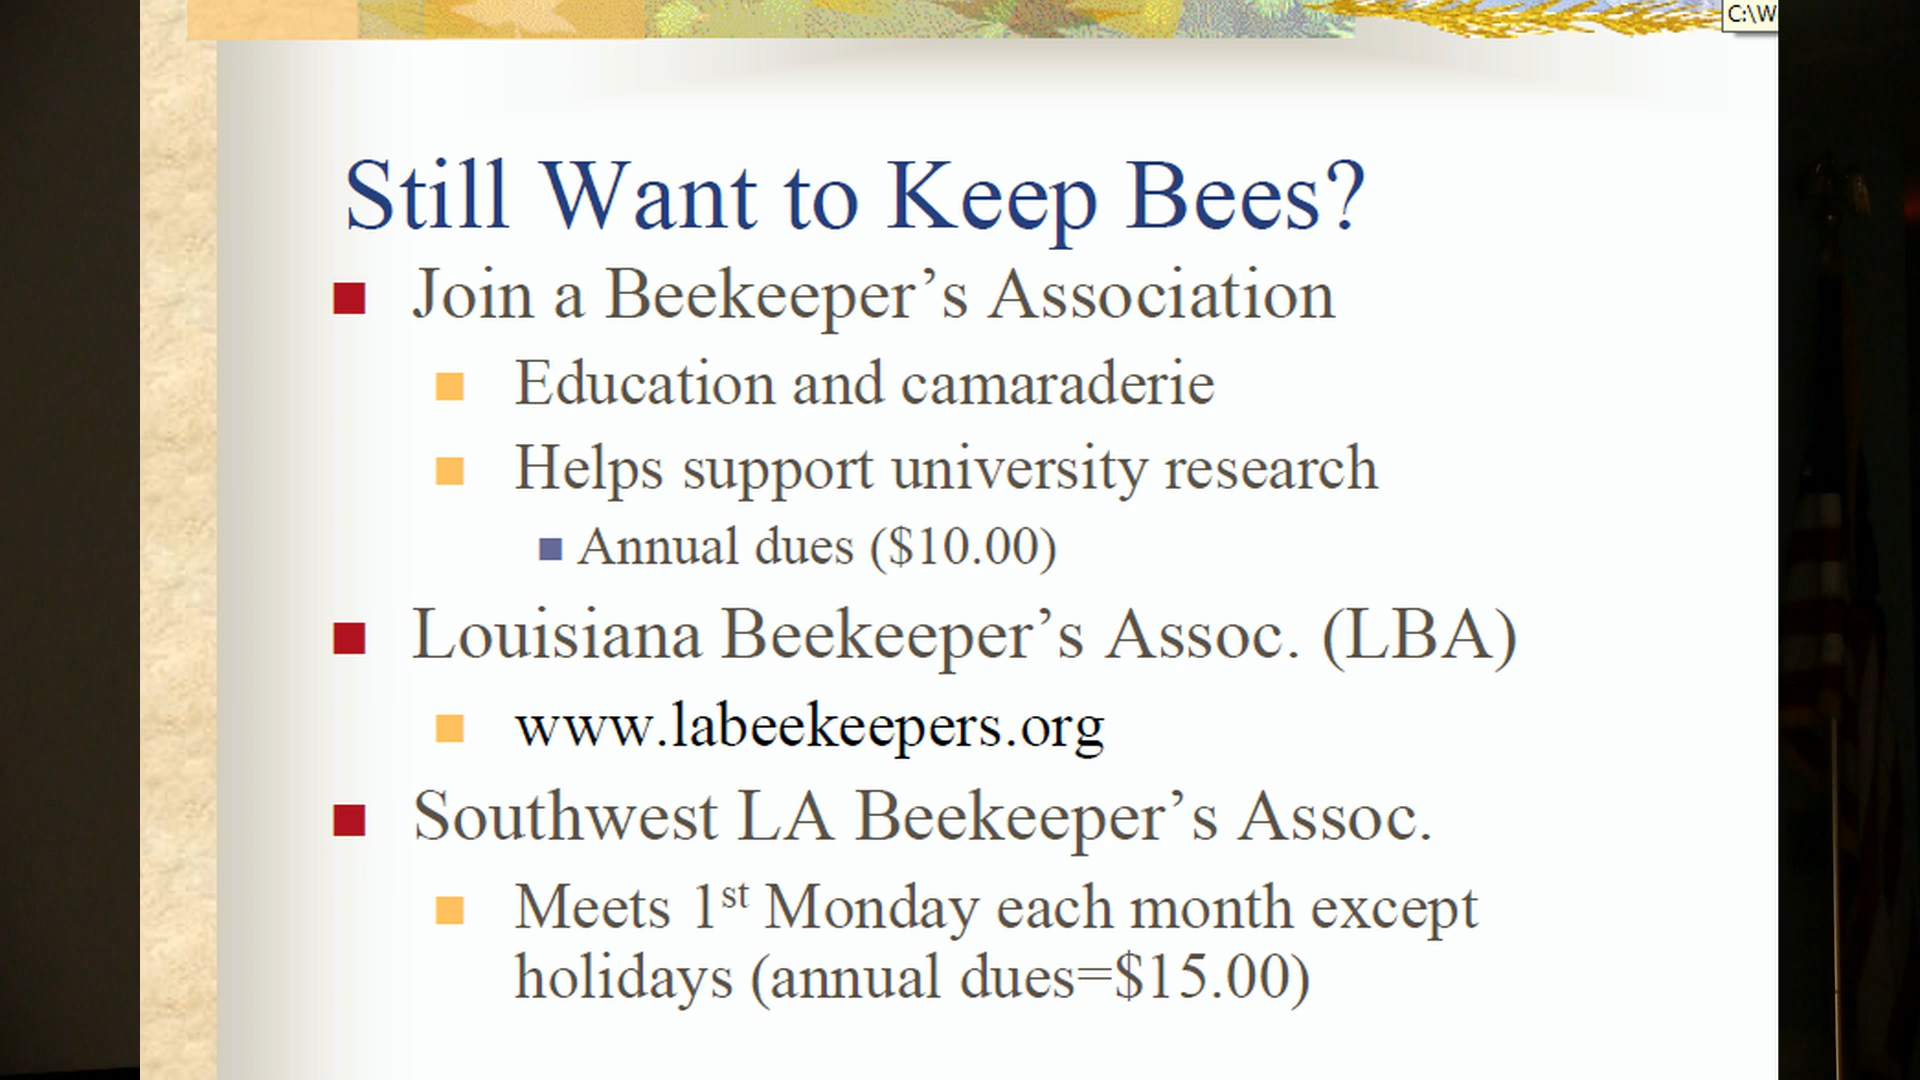 C:\W
Still Want to Keep Bees?
Join a Beekeeper’s Association
Education and camaraderie
Helps support university research
Annual dues ($10.00)
Louisiana Beekeeper’s Assoc. (LBA)
www.labeekeepers.org
Southwest LA Beekeeper’s Assoc.
Meets 1st Monday each month except
holidays (annual dues=$15.00)